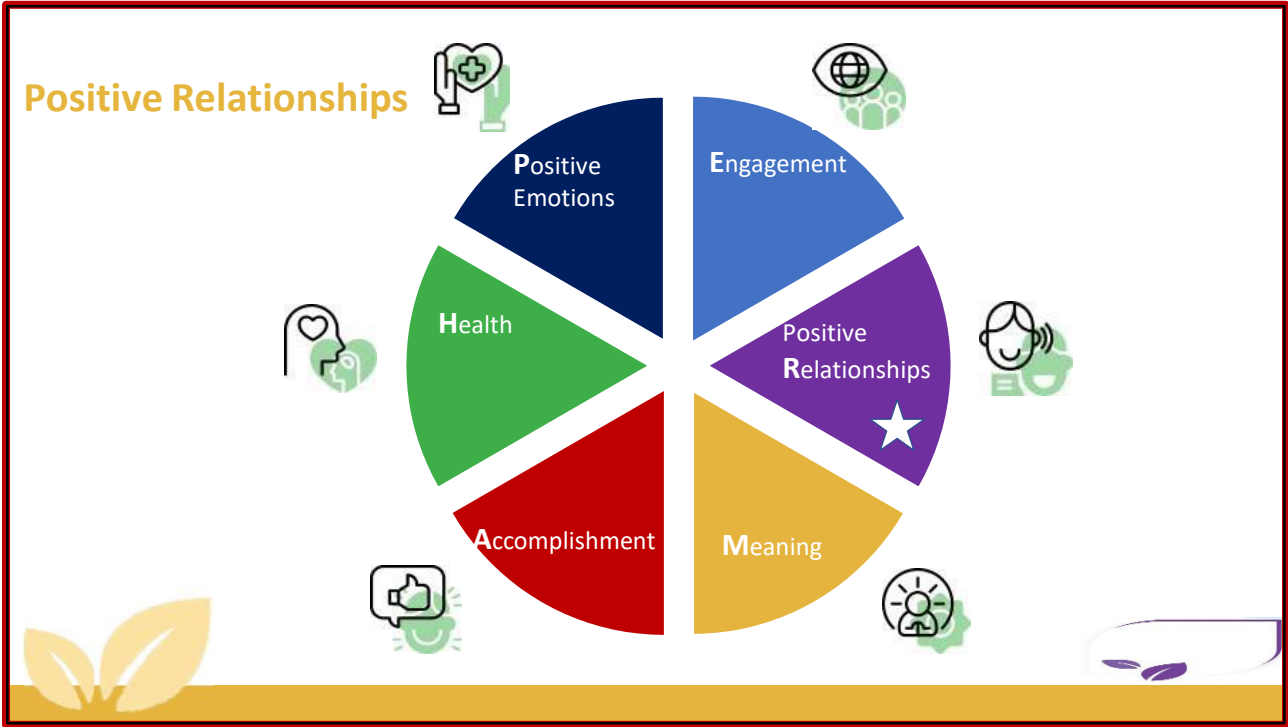 Positive Relationships
Positive
Emotions
Engagement
Positive
Relationships
Meaning
Accomplishment
Health